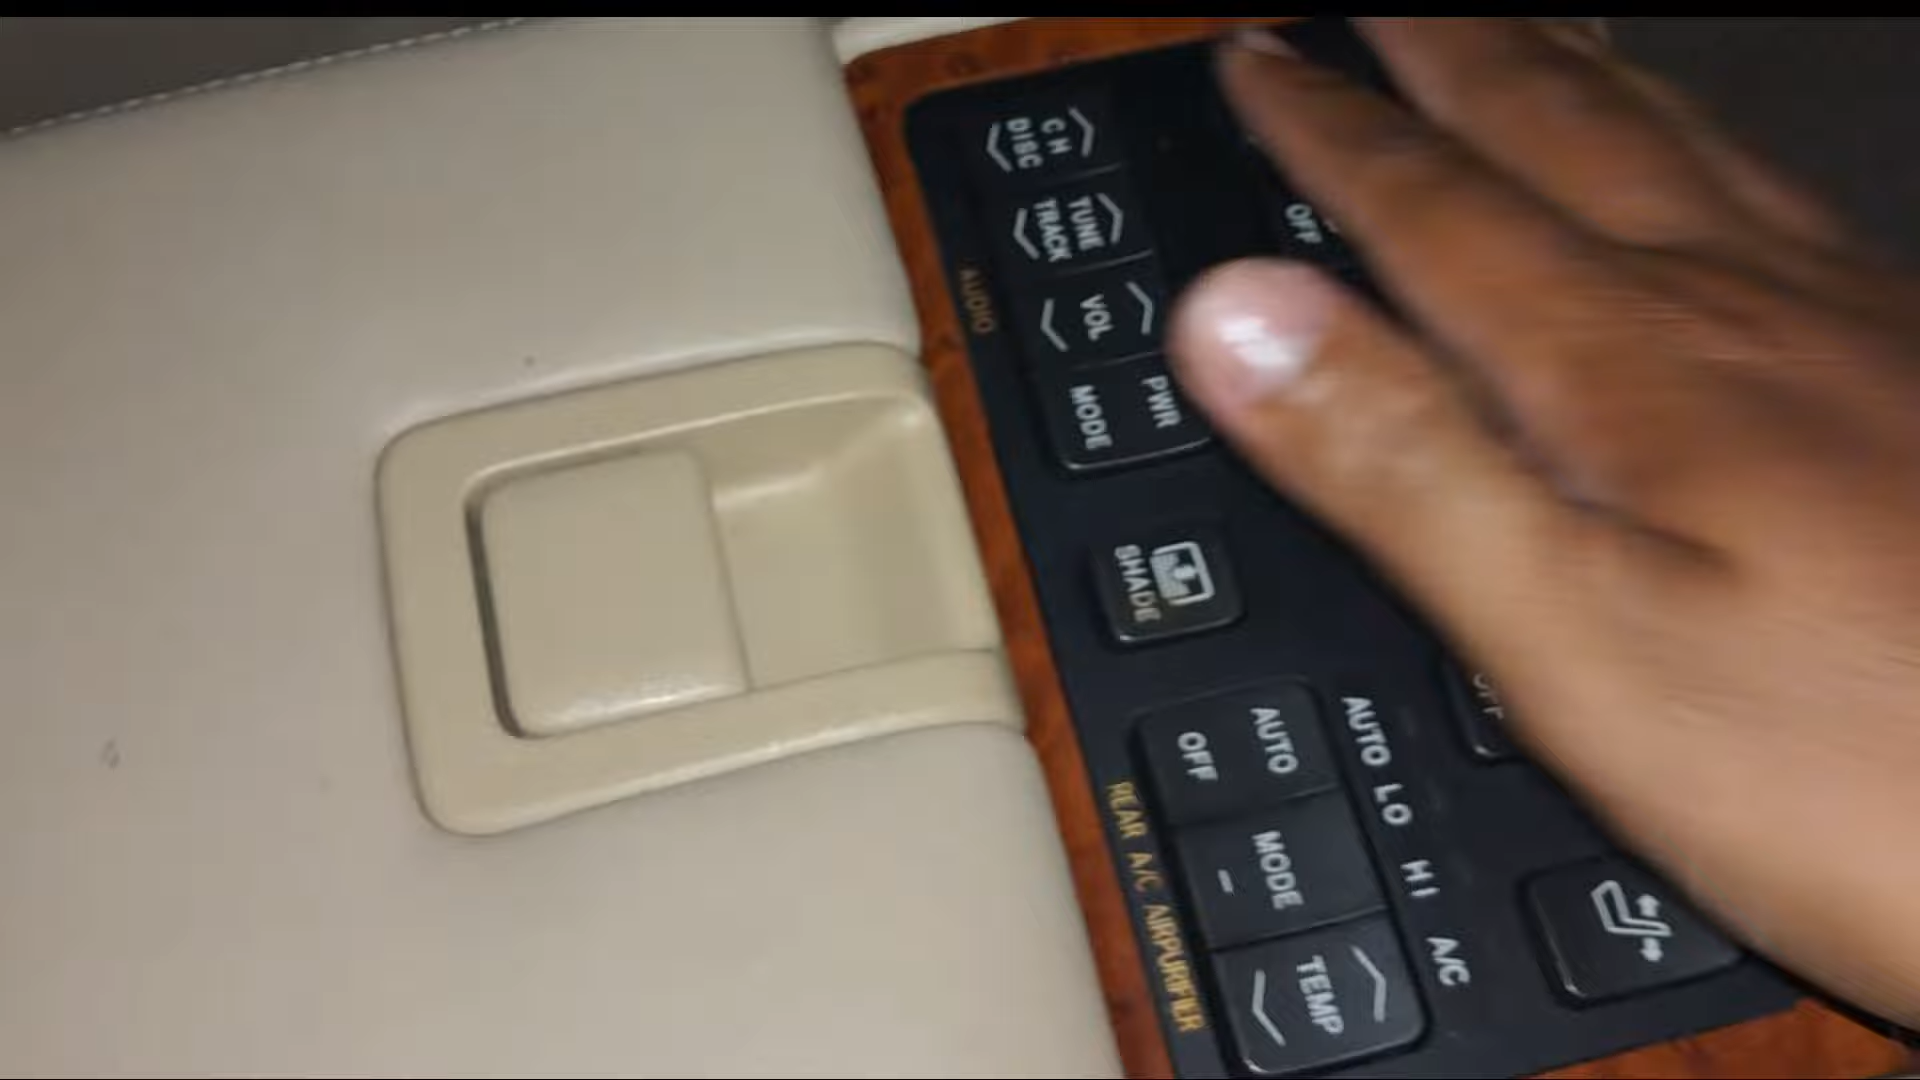 CH
DISC
TUNE
TRACK
VOL
PWR
MODE
AUDIO
OFF
SHADE
OFF
AUTO
OFF
MODE
-
TEMP
AUTO LO HI A/C
REAR A/C AIRPURIFIER